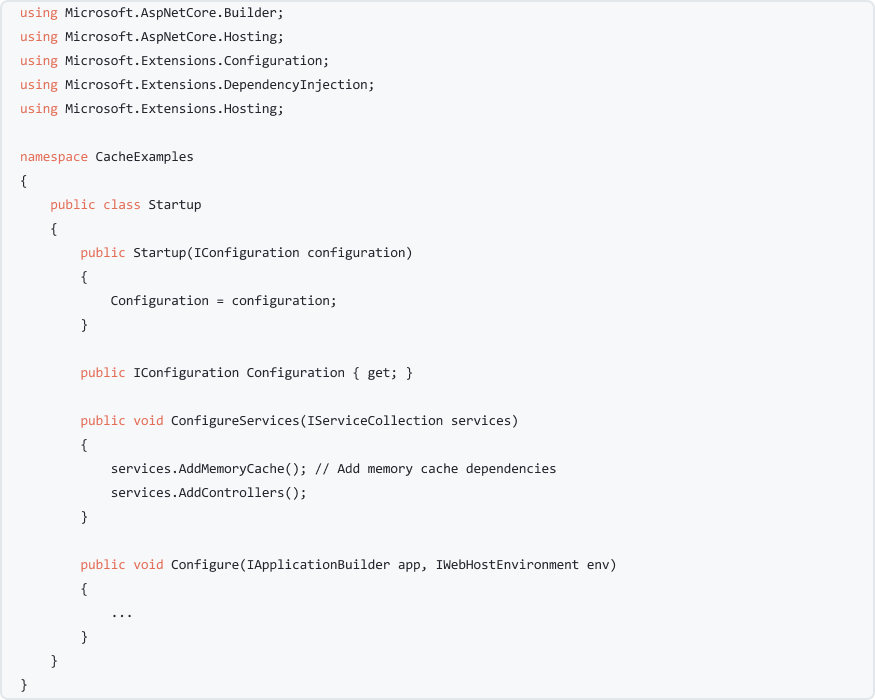 using Microsoft.AspNetCore.Builder;
using Microsoft.AspNetCore.Hosting;
using Microsoft.Extensions.Configuration;
using Microsoft.Extensions.DependencyInjection;
using Microsoft.Extensions.Hosting;

namespace CacheExamples
{
    public class Startup
    {
        public Startup(IConfiguration configuration)
        {
            Configuration = configuration;
        }

        public IConfiguration Configuration { get; }

        public void ConfigureServices(IServiceCollection services)
        {
            services.AddMemoryCache(); // Add memory cache dependencies
            services.AddControllers();
        }

        public void Configure(IApplicationBuilder app, IWebHostEnvironment env)
        {
            ...
        }
    }
}